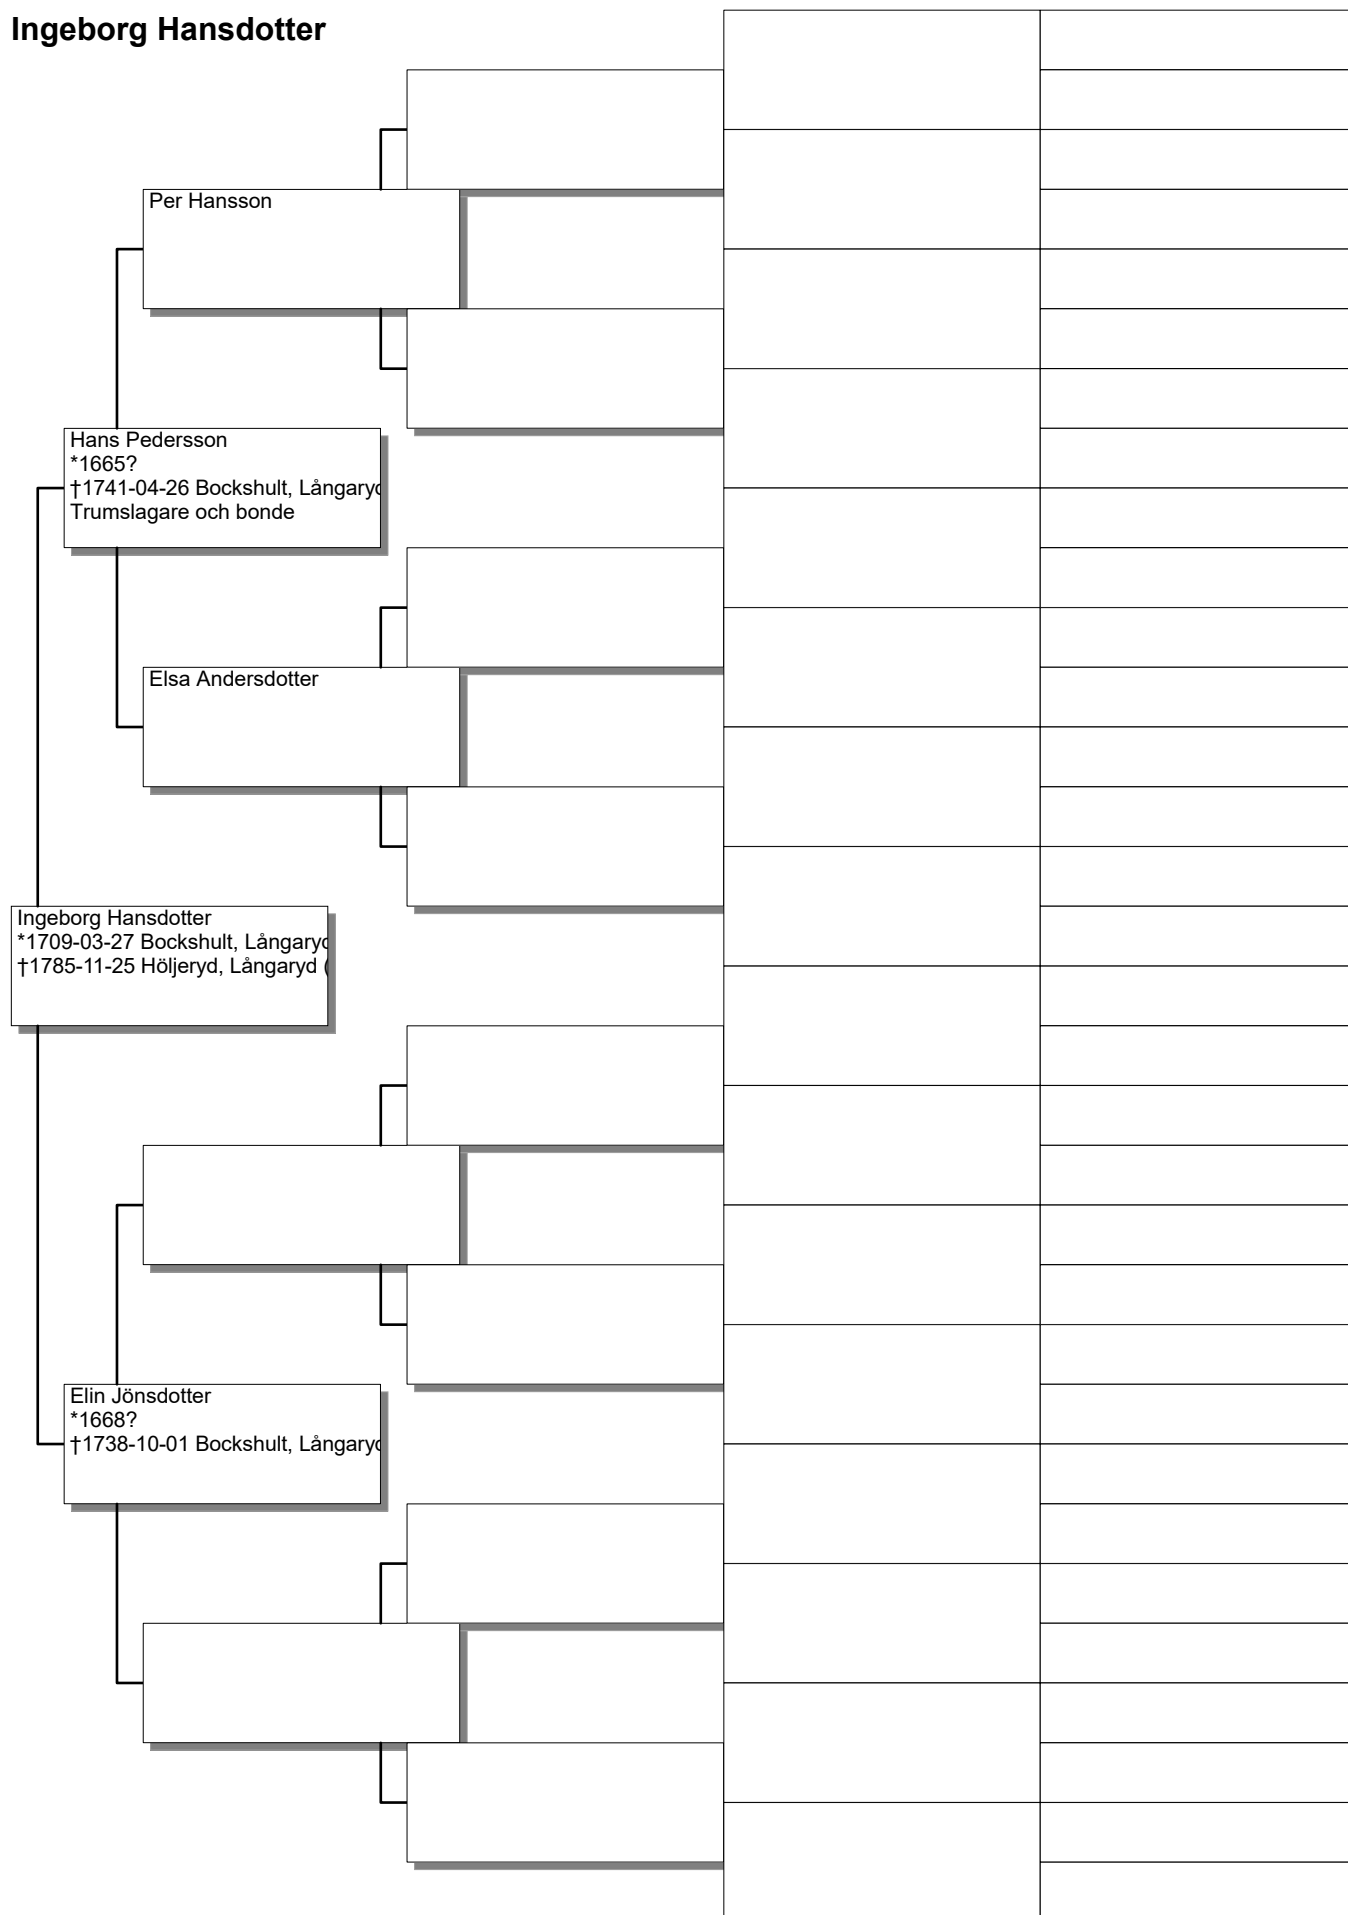 Ingeborg Hansdotter
Per Hansson
Hans Pedersson
*1665?
†1741-04-26 Bockshult, Långaryd
Trumslagare och bonde
Elsa Andersdotter
Ingeborg Hansdotter
*1709-03-27 Bockshult, Långaryd
†1785-11-25 Höljeryd, Långaryd (
Elin Jönsdotter
*1668?
†1738-10-01 Bockshult, Långaryd